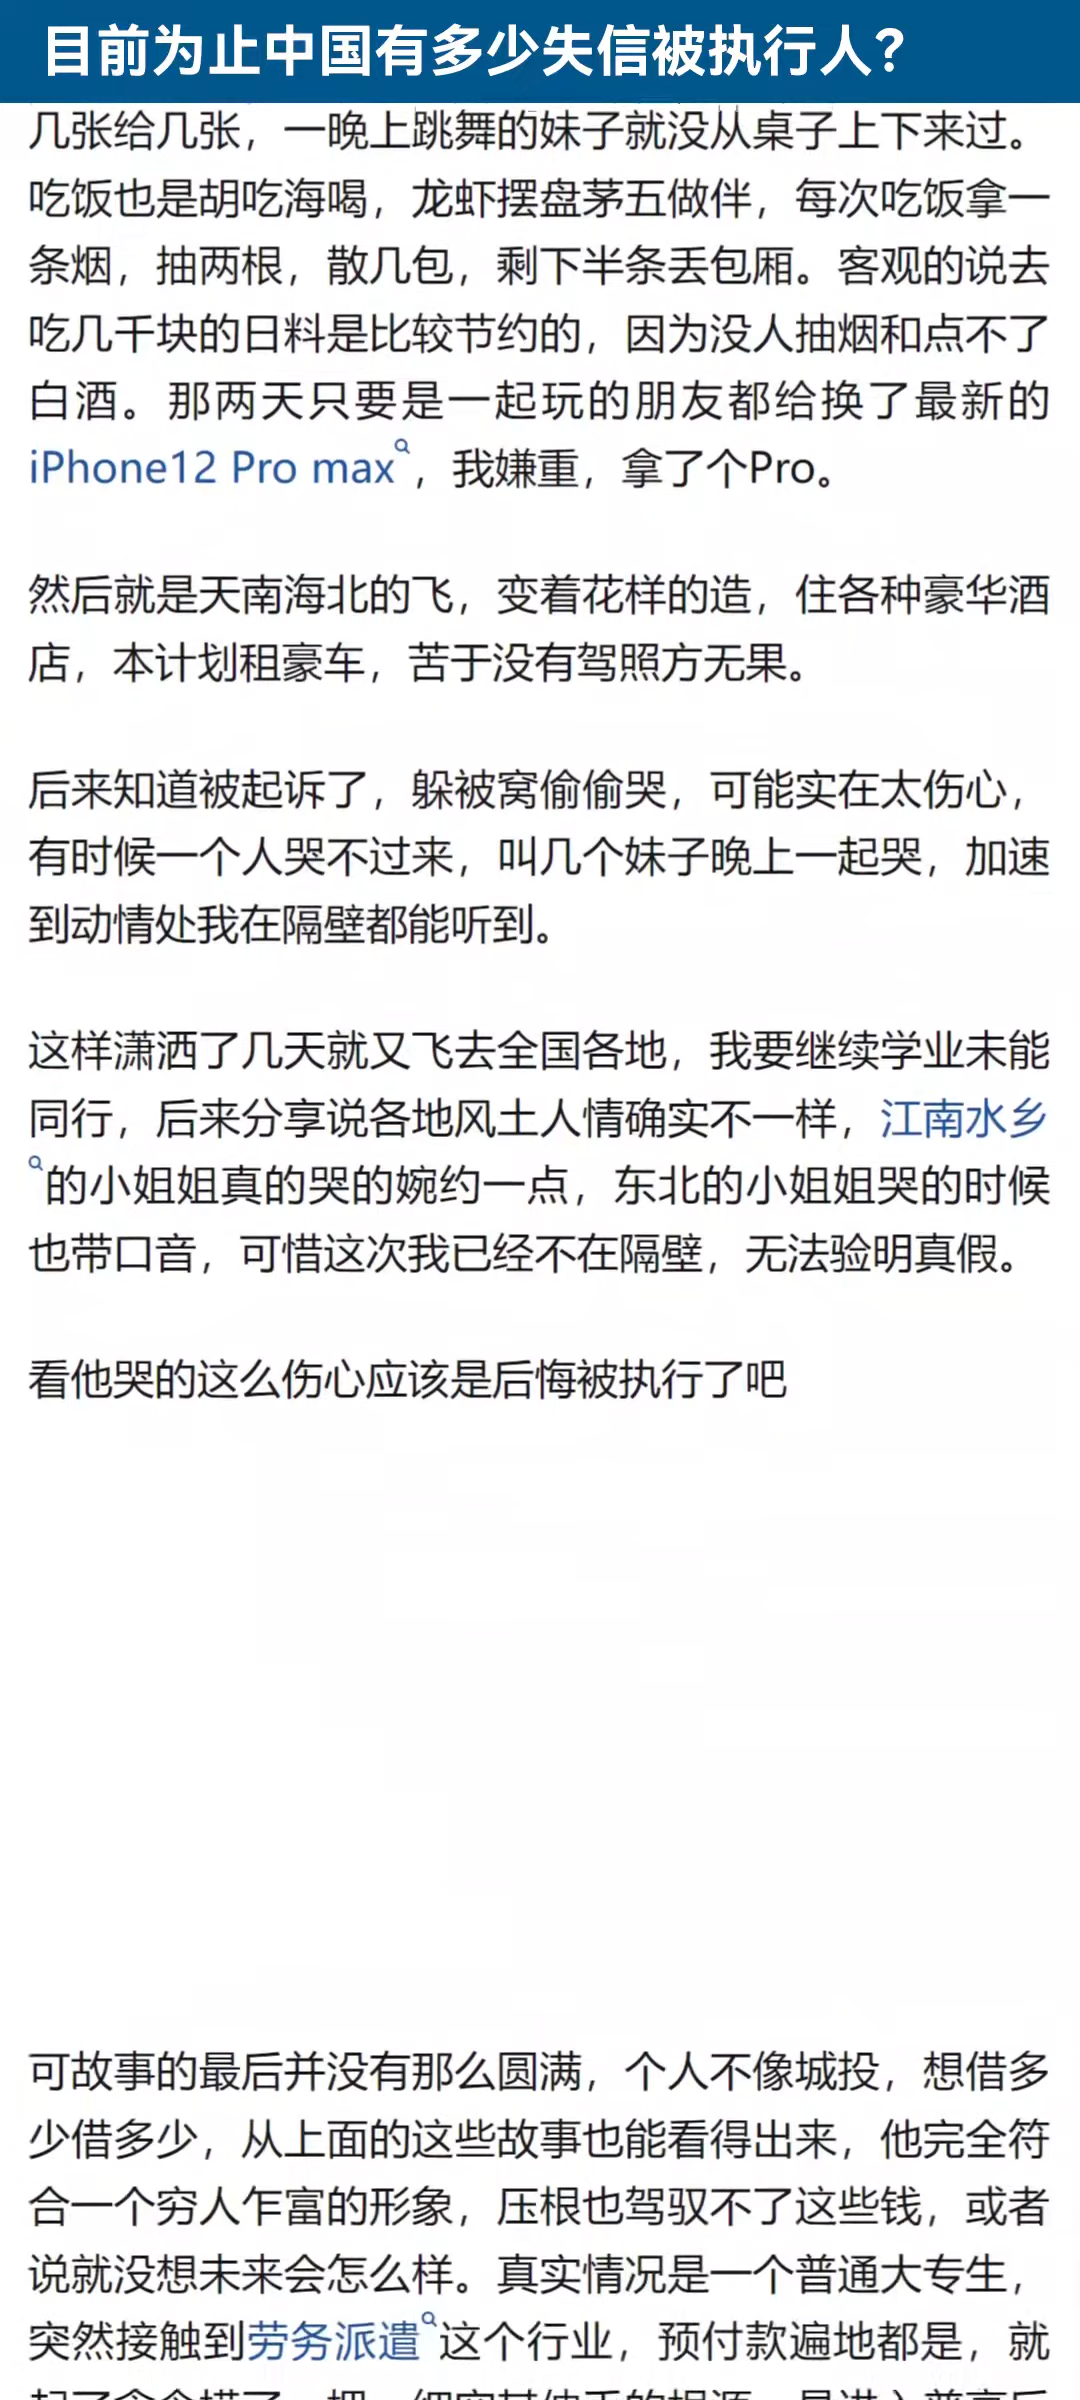 目前为止中国有多少失信被执行人？
几张给几张，一晚上跳舞的妹子就没从桌子上下来过。
吃饭也是胡吃海喝，龙虾摆盘茅五做伴，每次吃饭拿一
条烟，抽两根，散几包，剩下半条丢包厢。客观的说去
吃几千块的日料是比较节约的，因为没人抽烟和点不了
白酒。那两天只要是一起玩的朋友都给换了最新的
iPhone12 Pro max，我嫌重，拿了个Pro。
然后就是天南海北的飞，变着花样的造，住各种豪华酒
店，本计划租豪车，苦于没有驾照方无果。
后来知道被起诉了，躲被窝偷偷哭，可能实在太伤心，
有时候一个人哭不过来，叫几个妹子晚上一起哭，加速
到动情处我在隔壁都能听到。
这样潇洒了几天就又飞去全国各地，我要继续学业未能
同行，后来分享说各地风土人情确实不一样，江南水乡
的小姐姐真的哭的婉约一点，东北的小姐姐哭的时候
也带口音，可惜这次我已经不在隔壁，无法验明真假。
看他哭的这么伤心应该是后悔被执行了吧
可故事的最后并没有那么圆满，个人不像城投，想借多
少借多少，从上面的这些故事也能看得出来，他完全符
合一个穷人乍富的形象，压根也驾驭不了这些钱，或者
说就没想未来会怎么样。真实情况是一个普通大专生，
突然接触到劳务派遣这个行业，预付款遍地都是，就